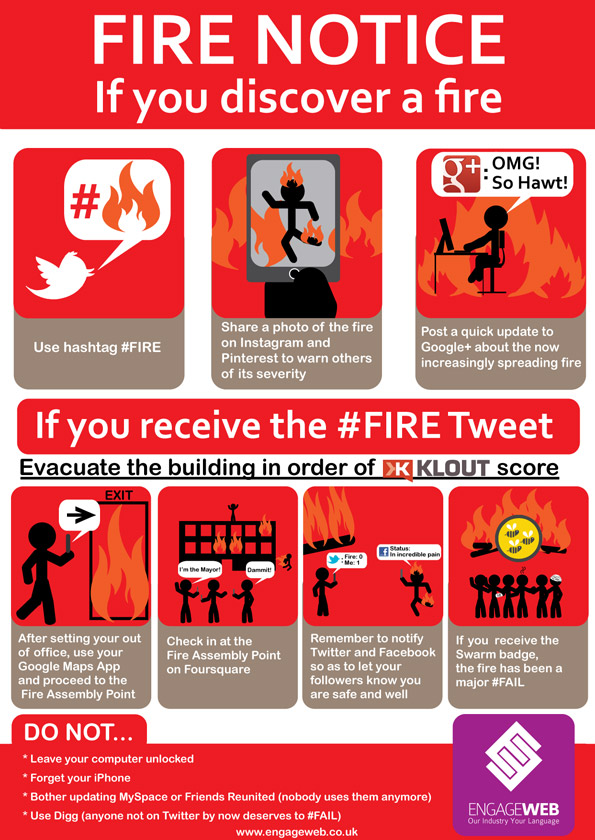 FIRE NOTICE
If you discover a fire
#
g+: OMG!
So Hawt!
Use hashtag #FIRE
Share a photo of the fire
on Instagram and
Pinterest to warn others
of its severity
Post a quick update to
Google+ about the now
increasingly spreading fire
If you receive the #FIRE Tweet
Evacuate the building in order of K KLOUT score
EXIT
I'm the Mayor!
Dammit!
Fire: 0
Me: 1
f Status:
In incredible pain
After setting your out
of office, use your
Google Maps App
and proceed to the
Fire Assembly Point
Check in at the
Fire Assembly Point
on Foursquare
Remember to notify
Twitter and Facebook
so as to let your
followers know you
are safe and well
?
If you receive the
Swarm badge,
the fire has been a
major #FAIL
DO NOT...
* Leave your computer unlocked
* Forget your iPhone
* Bother updating MySpace or Friends Reunited (nobody uses them anymore)
* Use Digg (anyone not on Twitter by now deserves to #FAIL)
www.engageweb.co.uk
ENGAGEWEB
Our Industry Your Language